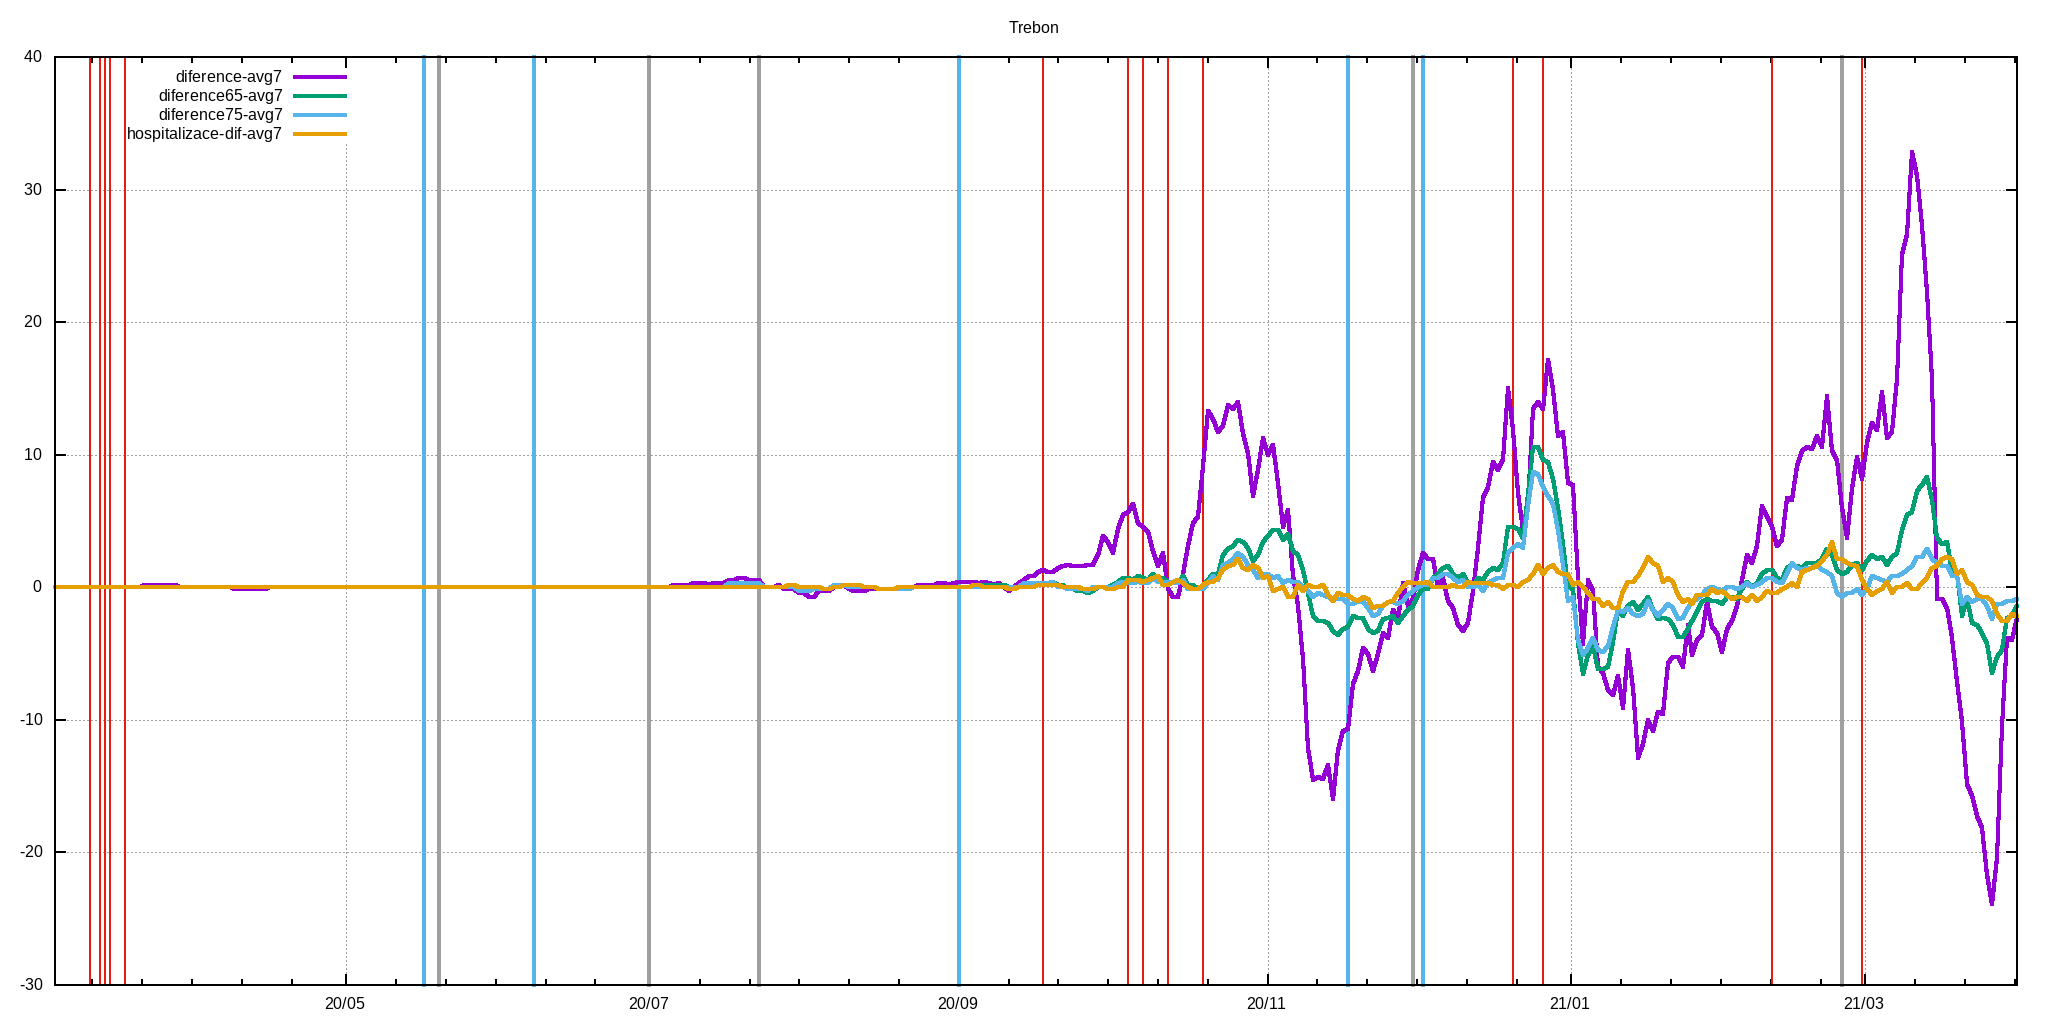 Trebon
40
30
20
10
0
-10
-20
-30
diference-avg7
diference65-avg7
diference75-avg7
hospitalizace-dif-avg7
20/05 20/07 20/09 20/11 21/01 21/03